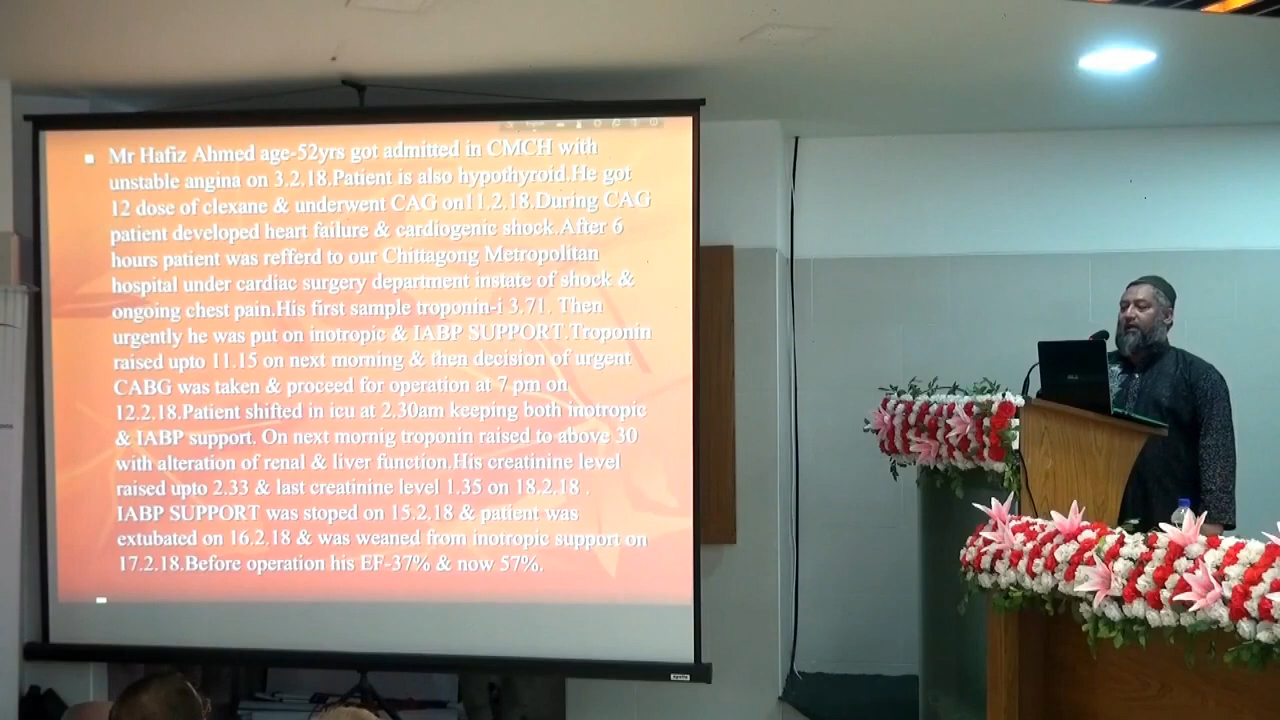 Mr Hafiz Ahmed age-52yrs got admitted in CMCH with
unstable angina on 3.2.18.Patient is also hypothyroid.He got
12 dose of clexane & underwent CAG on11.2.18.During CAG
patient developed heart failure & cardiogenic shock.After 6
hours patient was refferd to our Chittagong Metropolitan
hospital under cardiac surgery department instate of shock &
ongoing chest pain.His first sample troponin-i 3.71. Then
urgently he was put on inotropic & IABP SUPPORT.Troponin
raised upto 11.15 on next morning & then decision of urgent
CABG was taken & proceed for operation at 7 pm on
12.2.18.Patient shifted in icu at 2.30am keeping both inotropic
& IABP support. On next mornig troponin raised to above 30
with alteration of renal & liver function.His creatinine level
raised upto 2.33 & last creatinine level 1.35 on 18.2.18 .
IABP SUPPORT was stoped on 15.2.18 & patient was
extubated on 16.2.18 & was weaned from inotropic support on
17.2.18.Before operation his EF-37% & now 57%.